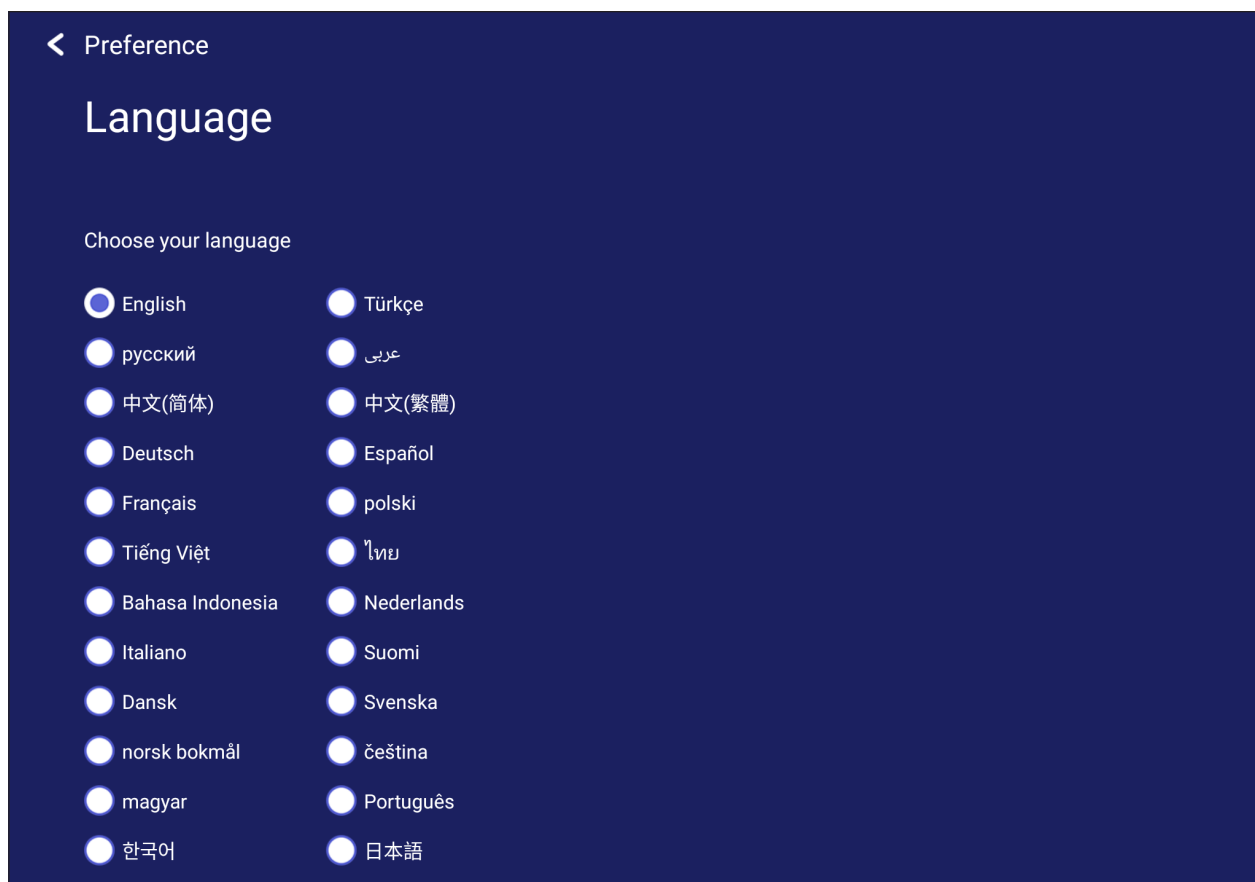 Preference
Language
Choose your language
English Türkçe
русский عربى
中文(简体) 中文(繁體)
Deutsch Español
Français polski
Tiếng Việt ไทย
Bahasa Indonesia Nederlands
Italiano Suomi
Dansk Svenska
norsk bokmål čeština
magyar Português
한국어 日本語